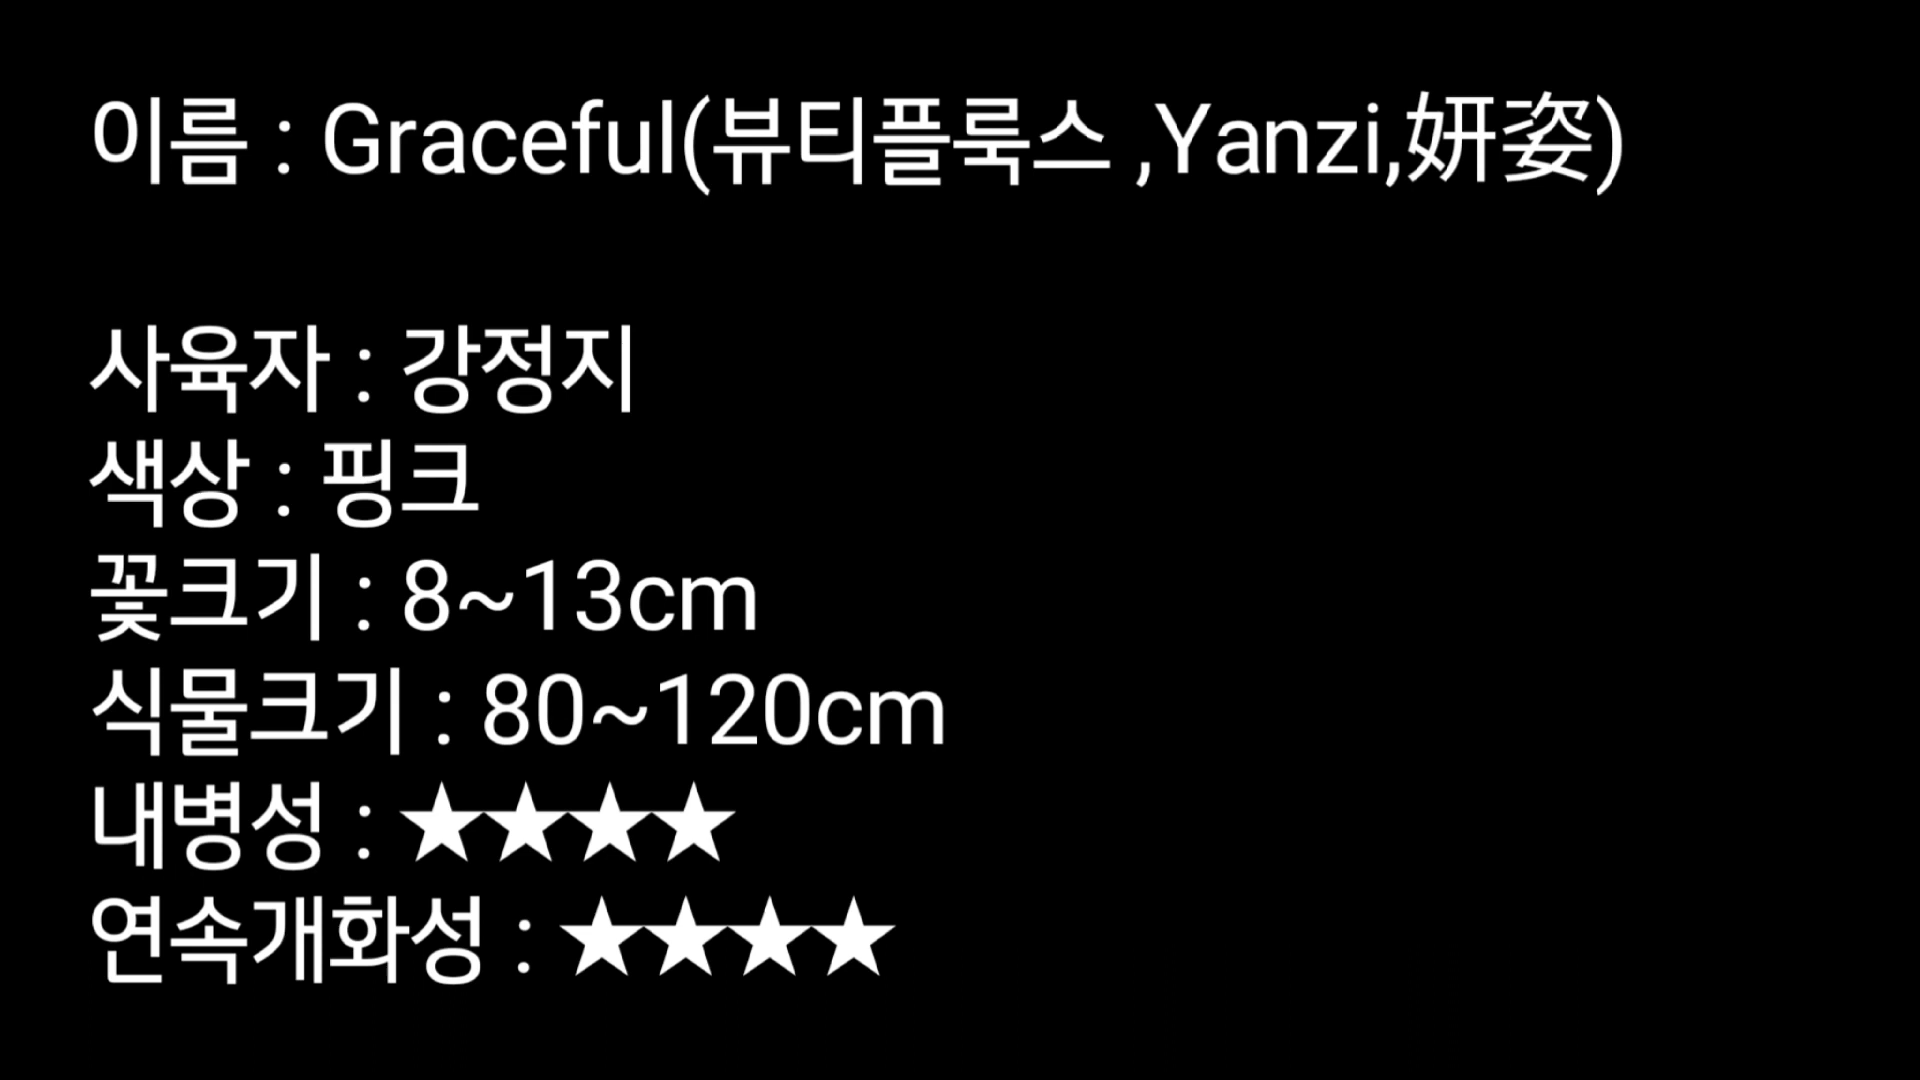 이름 : Graceful(뷰티플룩스 ,Yanzi,妍姿)
사육자 : 강정지
색상 : 핑크
꽃크기 : 8~13cm
식물크기 : 80~120cm
내병성 : ★★★★
연속개화성 : ★★★★